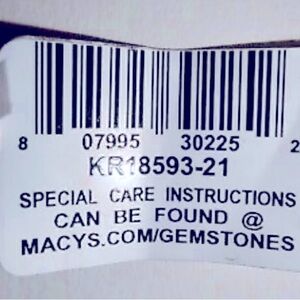 8 07995 30225 2
KR18593-21
SPECIAL CARE INSTRUCTIONS
CAN BE FOUND @
MACYS.COM/GEMSTONES